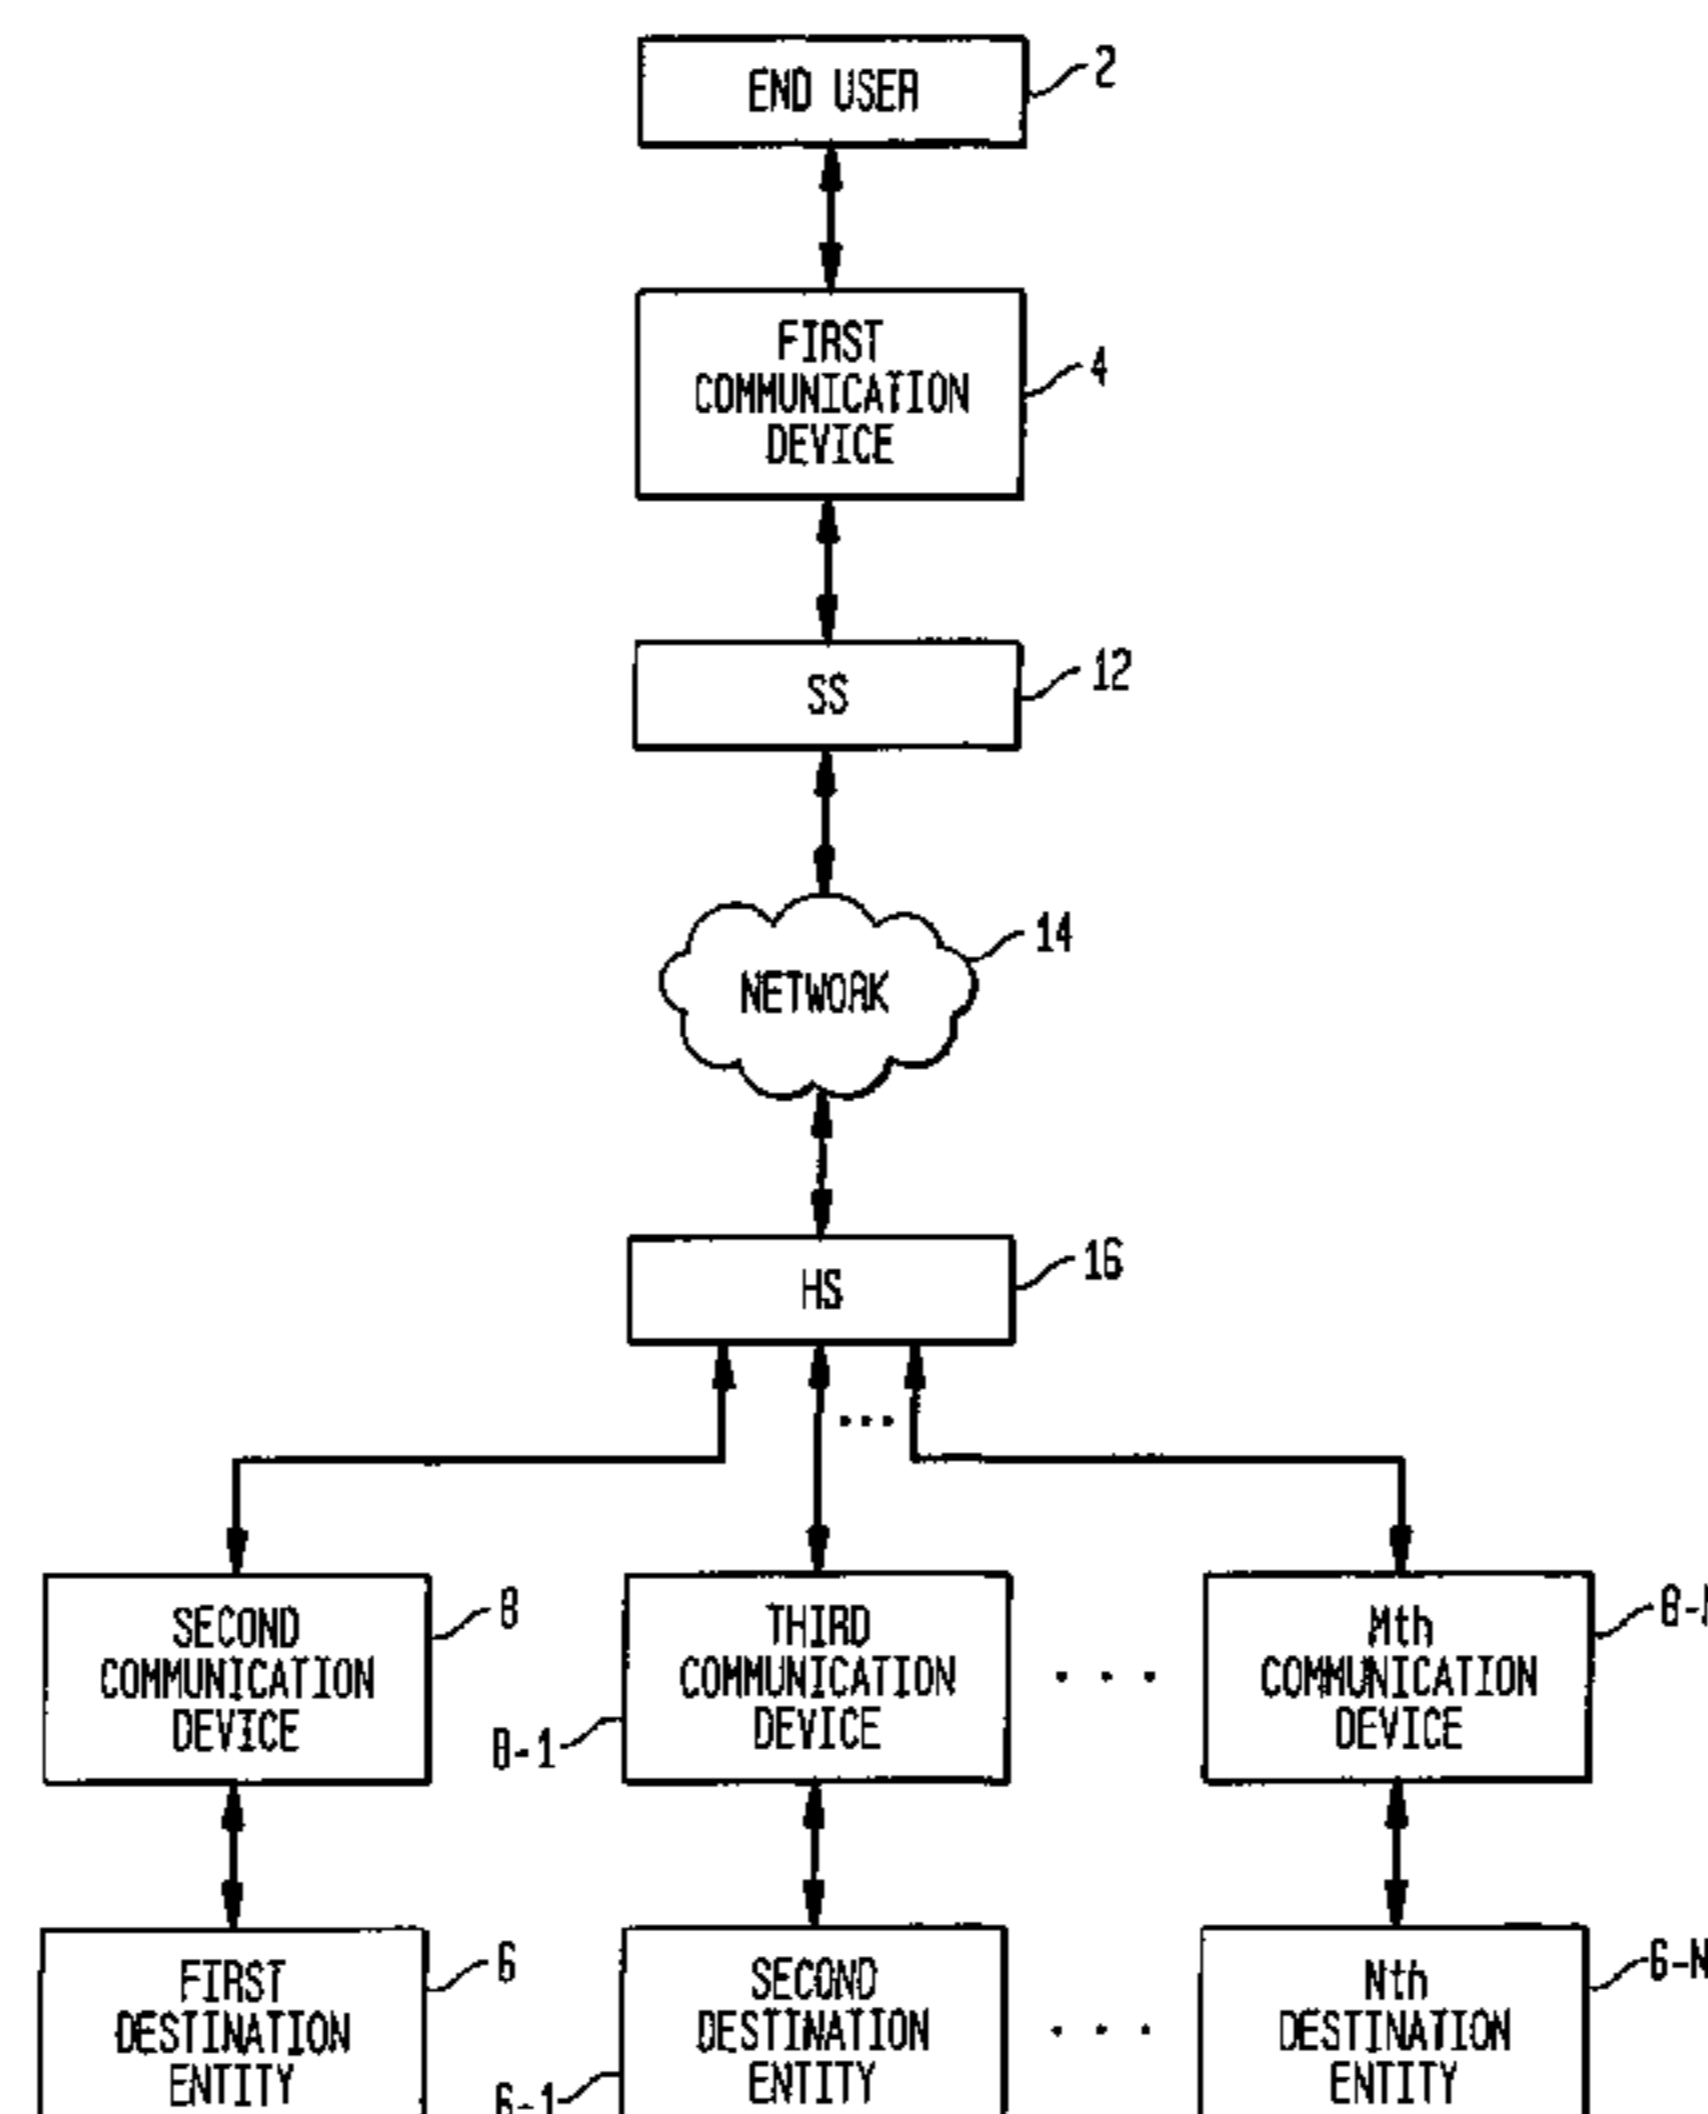 END USER
2
FIRST
COMMUNICATION
DEVICE
4
SS
12
NETWORK
14
HS
16
...
SECOND
COMMUNICATION
DEVICE
8
THIRD
COMMUNICATION
DEVICE
8-1
. . .
Mth
COMMUNICATION
DEVICE
FIRST
DESTINATION
ENTITY
6
SECOND
DESTINATION
ENTITY
6-1
. . .
Nth
DESTINATION
ENTITY
6-N